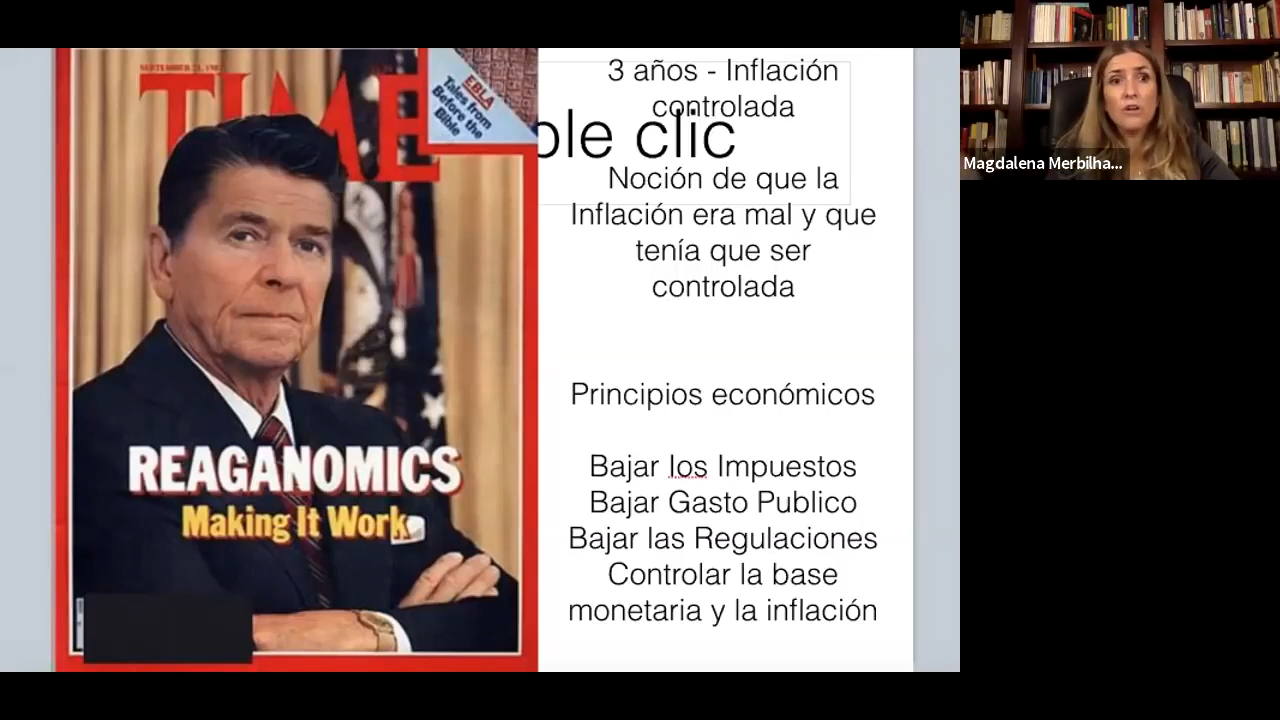 TIME
EBLA
Tales from
Before the
Bible
REAGANOMICS
Making It Work
ble clic
3 años - Inflación
controlada
Noción de que la
Inflación era mal y que
tenía que ser
controlada
Principios económicos
Bajar los Impuestos
Bajar Gasto Publico
Bajar las Regulaciones
Controlar la base
monetaria y la inflación
Magdalena Merbilha...